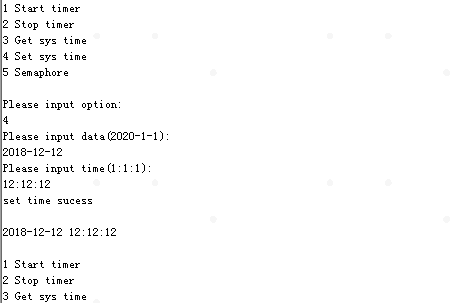 1 Start timer
2 Stop timer
3 Get sys time
4 Set sys time
5 Semaphore
Please input option:
4
Please input data(2020-1-1):
2018-12-12
Please input time(1:1:1):
12:12:12
set time sucess
2018-12-12 12:12:12
1 Start timer
2 Stop timer
3 Get sys time